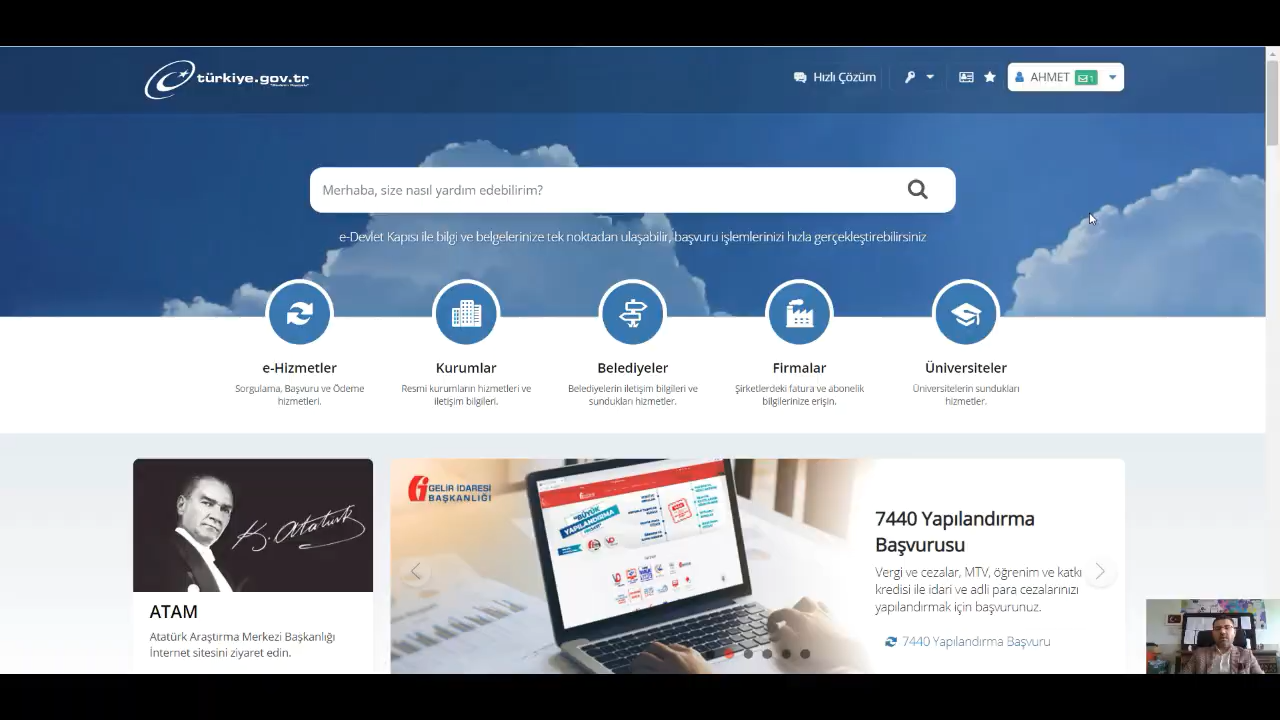 türkiye.gov.tr
Hızlı Çözüm
AHMET 1
Merhaba, size nasıl yardım edebilirim?
e-Devlet Kapısı ile bilgi ve belgelerinize tek noktadan ulaşabilir, başvuru işlemlerinizi hızla gerçekleştirebilirsiniz
e-Hizmetler
Sorgulama, Başvuru ve Ödeme
hizmetleri.
Kurumlar
Resmi kurumların hizmetleri ve
iletişim bilgileri.
Belediyeler
Belediyelerin iletişim bilgileri ve
sundukları hizmetler.
Firmalar
Şirketlerdeki fatura ve abonelik
bilgilerinize erişin.
Üniversiteler
Üniversitelerin sundukları
hizmetler.
K. Atatürk
ATAM
Atatürk Araştırma Merkezi Başkanlığı
İnternet sitesini ziyaret edin.
GELİR İDARESİ
BAŞKANLIĞI
7440 Yapılandırma
Başvurusu
Vergi ve cezalar, MTV, öğrenim ve katkı
kredisi ile idari ve adli para cezalarınızı
yapılandırmak için başvurunuz.
7440 Yapılandırma Başvuru